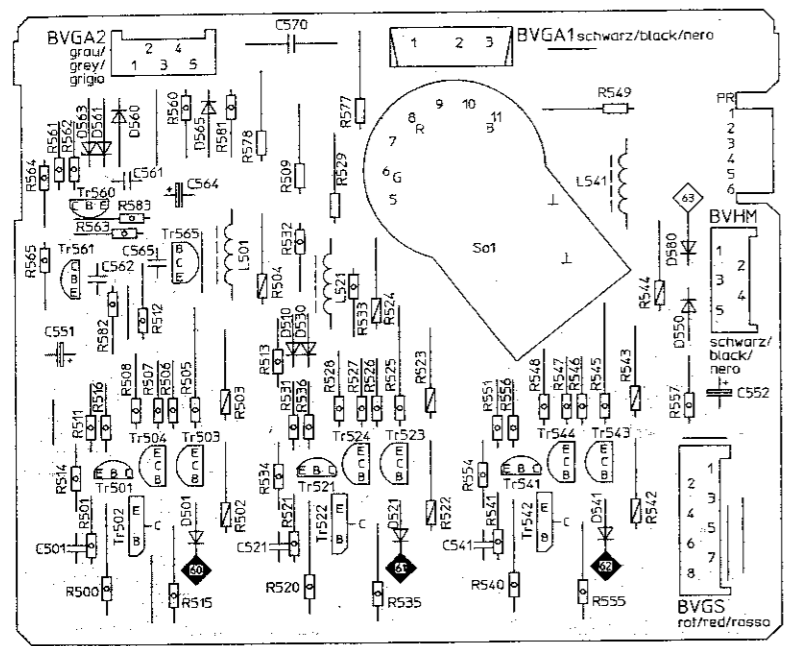 BVGA2
grau/
grey/
grigio
2 4
1 3 5
C570
BVGA1 schwarz/black/nero
1 2 3
R549
PR
1
2
3
4
5
6
R564
R561
R562
D563
D561
D560
R560
D565
R581
R578
R577
R509
R529
5
6
7
8
9
10
11
G
R
B
So1
L541
63
C561
C564
Tr560
R583
R563
R565
Tr561
C562
C565
Tr565
R582
R512
L501
R504
R532
L521
R533
R524
R544
D580
D550
BVHM
1 2
3 4
5
schwarz/
black/
nero
C552
C551
R508
R507
R506
R505
R503
R513
D510
D530
R528
R527
R526
R525
R523
R548
R547
R546
R545
R543
R557
R511
R516
Tr504
Tr503
R531
R536
Tr524
Tr523
R551
R556
Tr544
Tr543
R514
Tr501
R534
Tr521
R554
Tr541
E B C
E C B
E C B
R501
C501
Tr502
E B
C
D501
R502
R521
C521
Tr522
E B
C
D521
R522
R541
C541
Tr542
E B
C
D541
R542
60
61
62
R500
R515
R520
R535
R540
R555
1
2
3
4
5
6
7
8
BVGS
rot/red/rosso